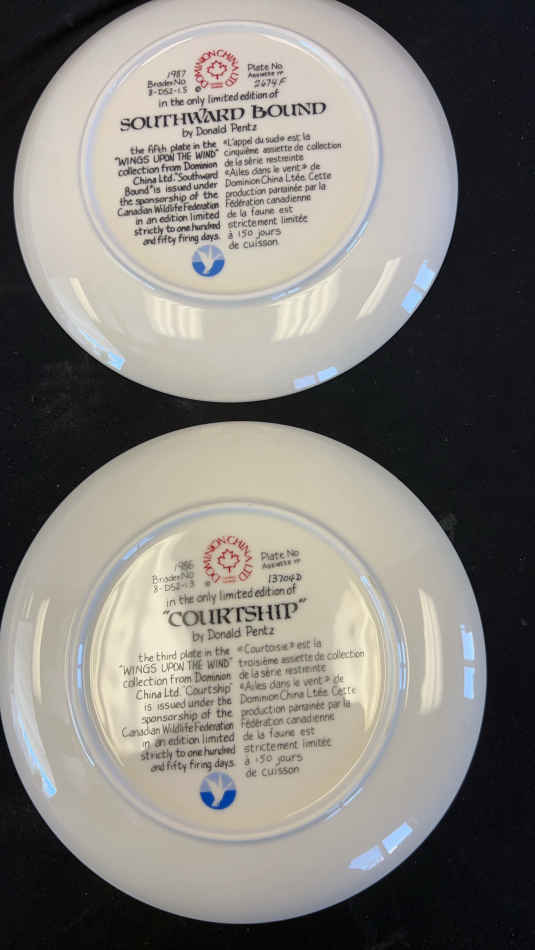 1987
BradexNo
8-D52-1.5
DOMINION CHINA LTD
Plate No
Assiette nº
2674F
in the only limited edition of
SOUTHWARD BOUND
by Donald Pentz
the fifth plate in the
"WINGS UPON THE WIND"
collection from Dominion
China Ltd. "Southward
Bound" is issued under
the sponsorship of the
Canadian Wildlife Federation
in an edition limited
strictly to one hundred
and fifty firing days.
«L'appel du sud» est la
cinquième assiette de collection
de la série restreinte
«Ailes dans le vent» de
Dominion China Ltée. Cette
production parrainée par la
Fédération canadienne
de la faune est
strictement limitée
à 150 jours
de cuisson.
1986
BradexNo
8-D52-1.3
DOMINION CHINA LTD
Plate No
Assiette nº
13704D
in the only limited edition of
"COURTSHIP"
by Donald Pentz
the third plate in the
"WINGS UPON THE WIND"
collection from Dominion
China Ltd. "Courtship"
is issued under the
sponsorship of the
Canadian Wildlife Federation
in an edition limited
strictly to one hundred
and fifty firing days.
«Courtoisie» est la
troisième assiette de collection
de la série restreinte
«Ailes dans le vent» de
Dominion China Ltée. Cette
production parrainée par la
Fédération canadienne
de la faune est
strictement limitée
à 150 jours
de cuisson